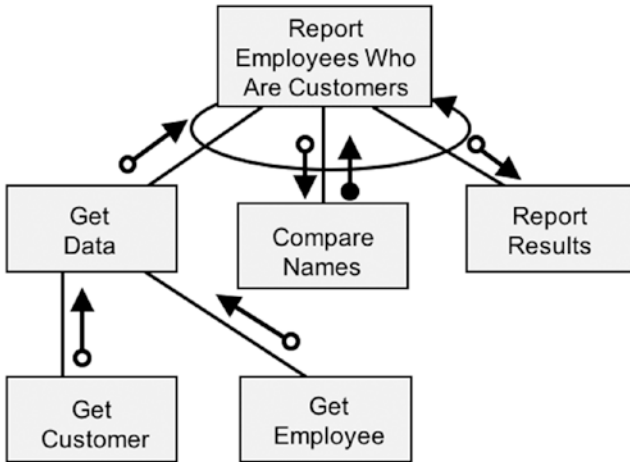 Report
Employees Who
Are Customers
Get
Data
Compare
Names
Report
Results
Get
Customer
Get
Employee